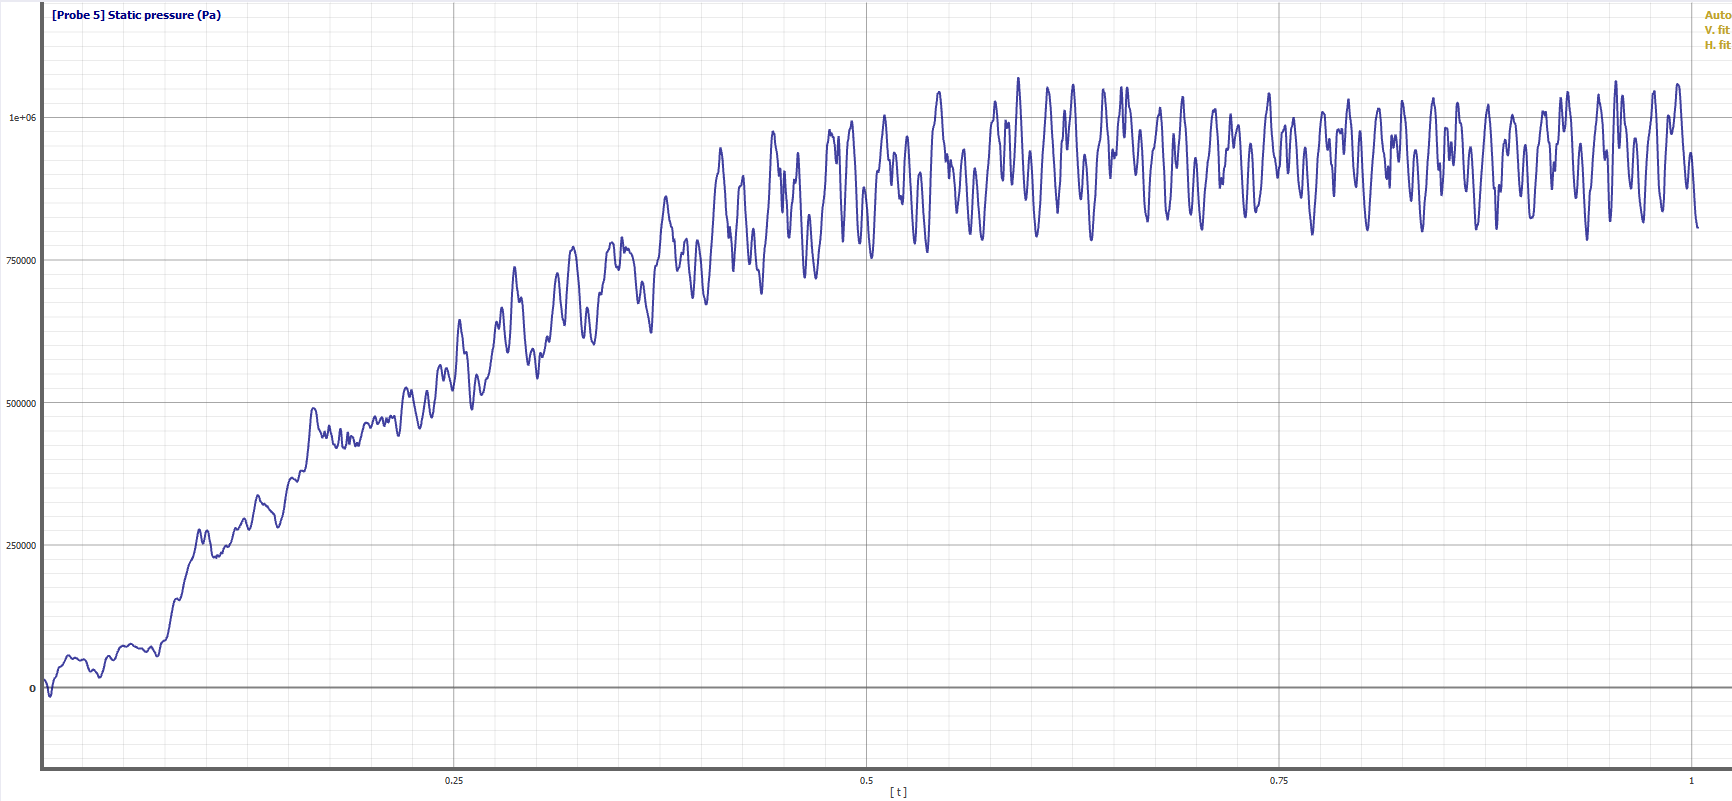 [Probe 5] Static pressure (Pa)
Auto
V. fit
H. fit
1e+06
750000
500000
250000
0
0.25 0.5 0.75 1
[t]